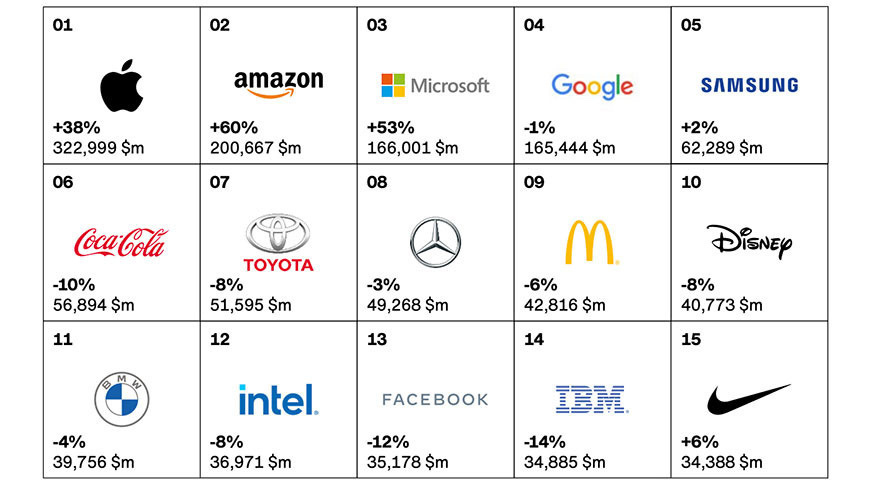 01
02
03
04
05
amazon
Microsoft
Google
SAMSUNG
+38%
+60%
+53%
-1%
+2%
322,999 $m
200,667 $m
166,001 $m
165,444 $m
62,289 $m
06
07
08
09
10
Coca-Cola
TOYOTA
Disney
-10%
-8%
-3%
-6%
-8%
56,894 $m
51,595 $m
49,268 $m
42,816 $m
40,773 $m
11
12
13
14
15
BMW
intel.
FACEBOOK
IBM
-4%
-8%
-12%
-14%
+6%
39,756 $m
36,971 $m
35,178 $m
34,885 $m
34,388 $m